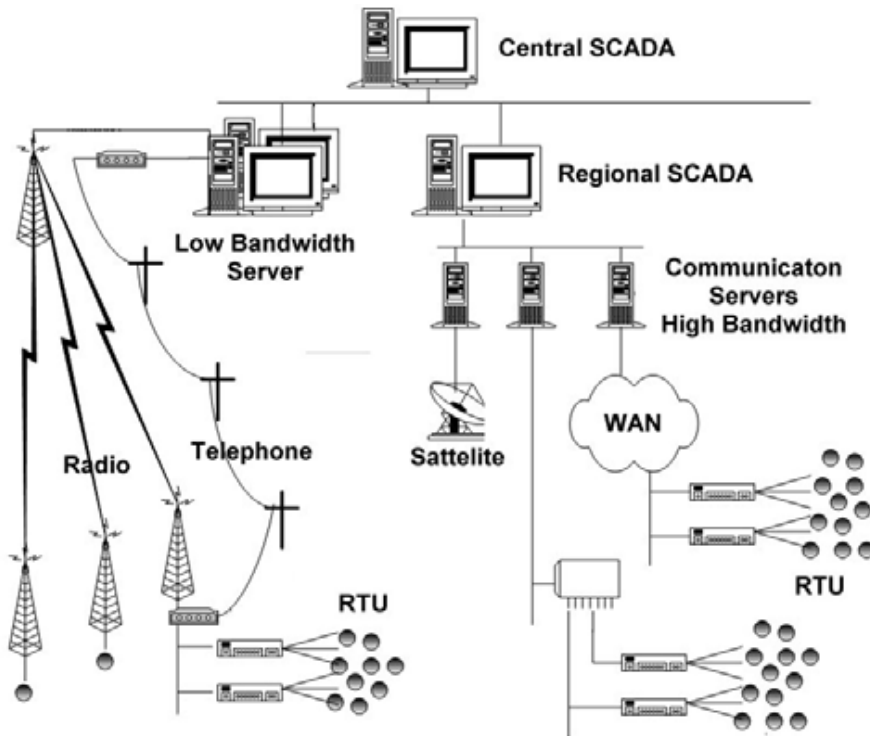 Central SCADA
Regional SCADA
Low Bandwidth
Server
Communicaton
Servers
High Bandwidth
WAN
Sattelite
Radio
Telephone
RTU
RTU